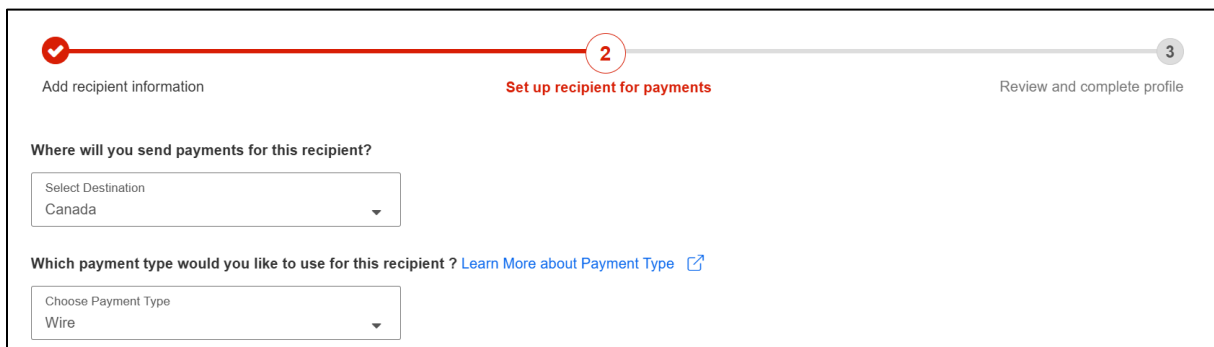 2
3
Add recipient information
Set up recipient for payments
Review and complete profile
Where will you send payments for this recipient?
Select Destination
Canada
Which payment type would you like to use for this recipient ? Learn More about Payment Type
Choose Payment Type
Wire